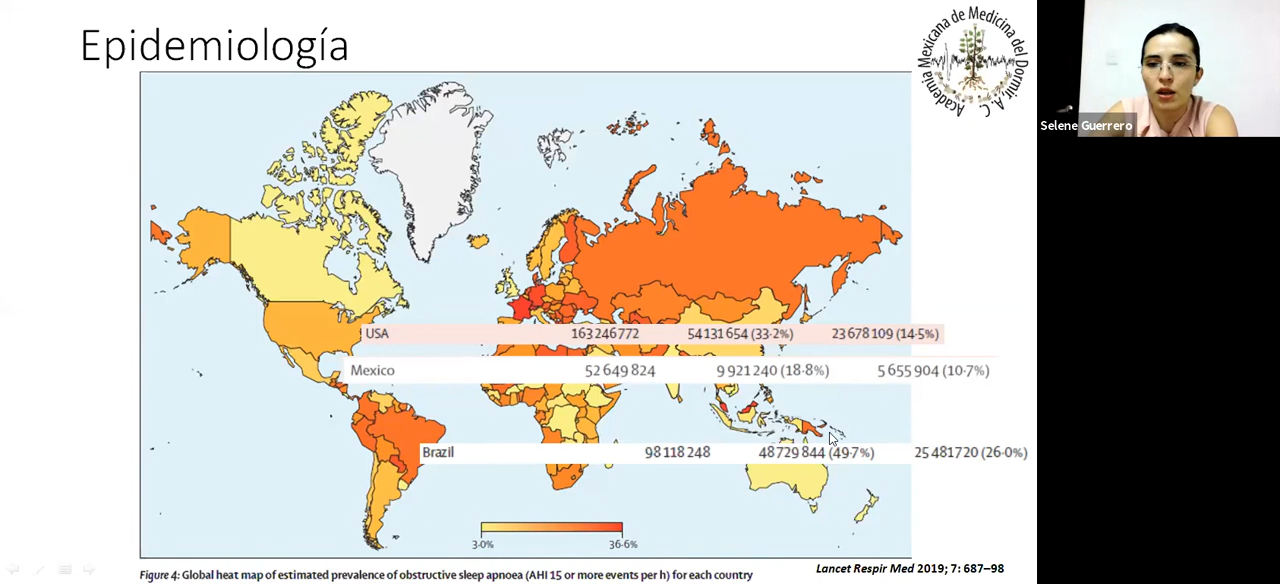 Epidemiología
Academia Mexicana de Medicina del Dormir, A. C.
Selene Guerrero
USA 163 246 772 54 131 654 (33·2%) 23 678 109 (14·5%)
Mexico 52 649 824 9 921 240 (18·8%) 5 655 904 (10·7%)
Brazil 98 118 248 48 729 844 (49·7%) 25 481 720 (26·0%)
3·0% 36·6%
Figure 4: Global heat map of estimated prevalence of obstructive sleep apnoea (AHI 15 or more events per h) for each country
Lancet Respir Med 2019; 7: 687–98